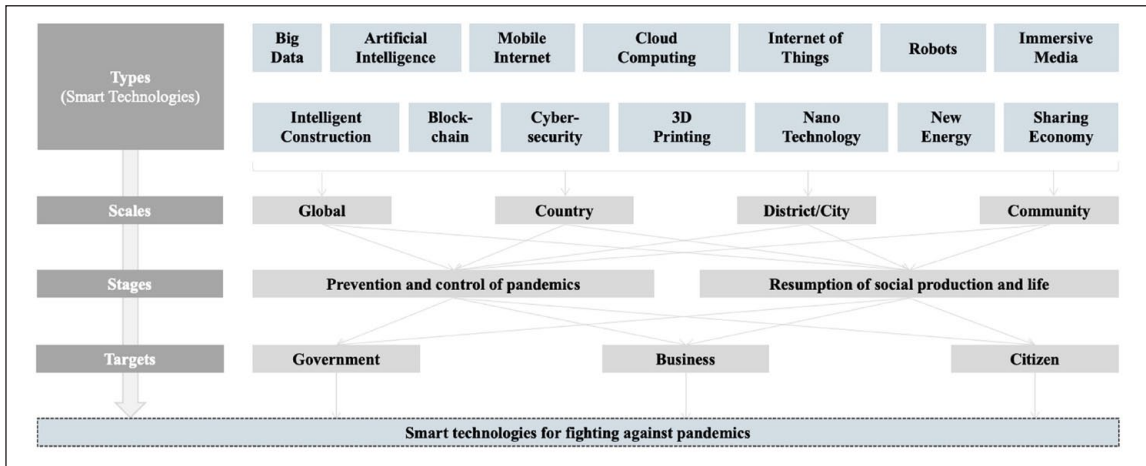 Types
(Smart Technologies)
Big
Data
Artificial
Intelligence
Mobile
Internet
Cloud
Computing
Internet of
Things
Robots
Immersive
Media
Intelligent
Construction
Block-
chain
Cyber-
security
3D
Printing
Nano
Technology
New
Energy
Sharing
Economy
Scales
Global
Country
District/City
Community
Stages
Prevention and control of pandemics
Resumption of social production and life
Targets
Government
Business
Citizen
Smart technologies for fighting against pandemics